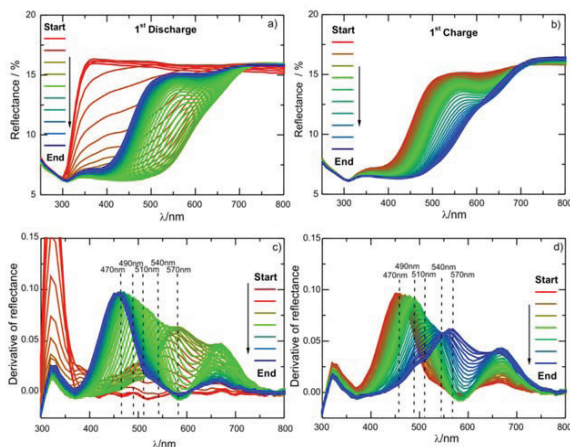 1st Discharge
a)
Start
End
Reflectance / %
15
10
5
200 300 400 500 600 700 800
λ/nm
1st Charge
b)
Start
End
Reflectance / %
15
10
5
200 300 400 500 600 700 800
λ/nm
c)
470nm
490nm
510nm
540nm
570nm
Start
End
Derivative of reflectance
0.15
0.10
0.05
0.00
300 400 500 600 700 800
λ/nm
d)
470nm
490nm
510nm
540nm
570nm
Start
End
Derivative of reflectance
0.15
0.10
0.05
0.00
300 400 500 600 700 800
λ/nm